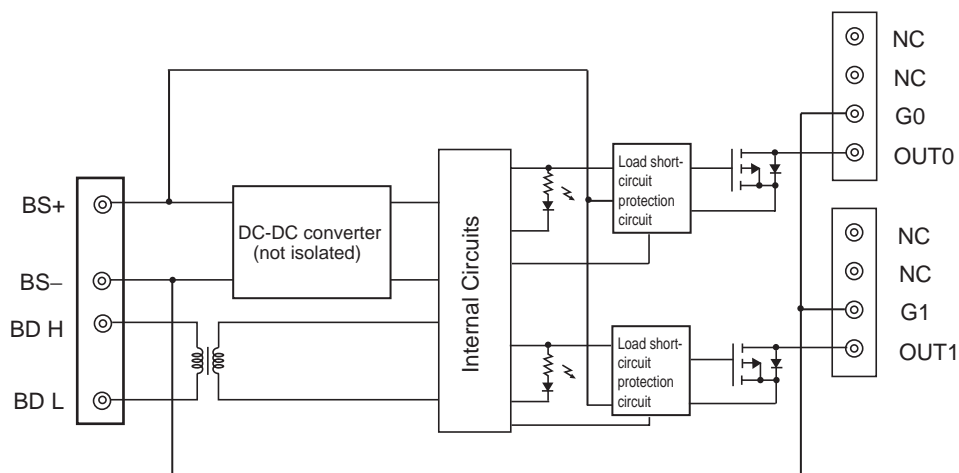 NC
NC
G0
OUT0
BS+
BS−
BD H
BD L
DC-DC converter
(not isolated)
Internal Circuits
Load short-
circuit
protection
circuit
Load short-
circuit
protection
circuit
NC
NC
G1
OUT1